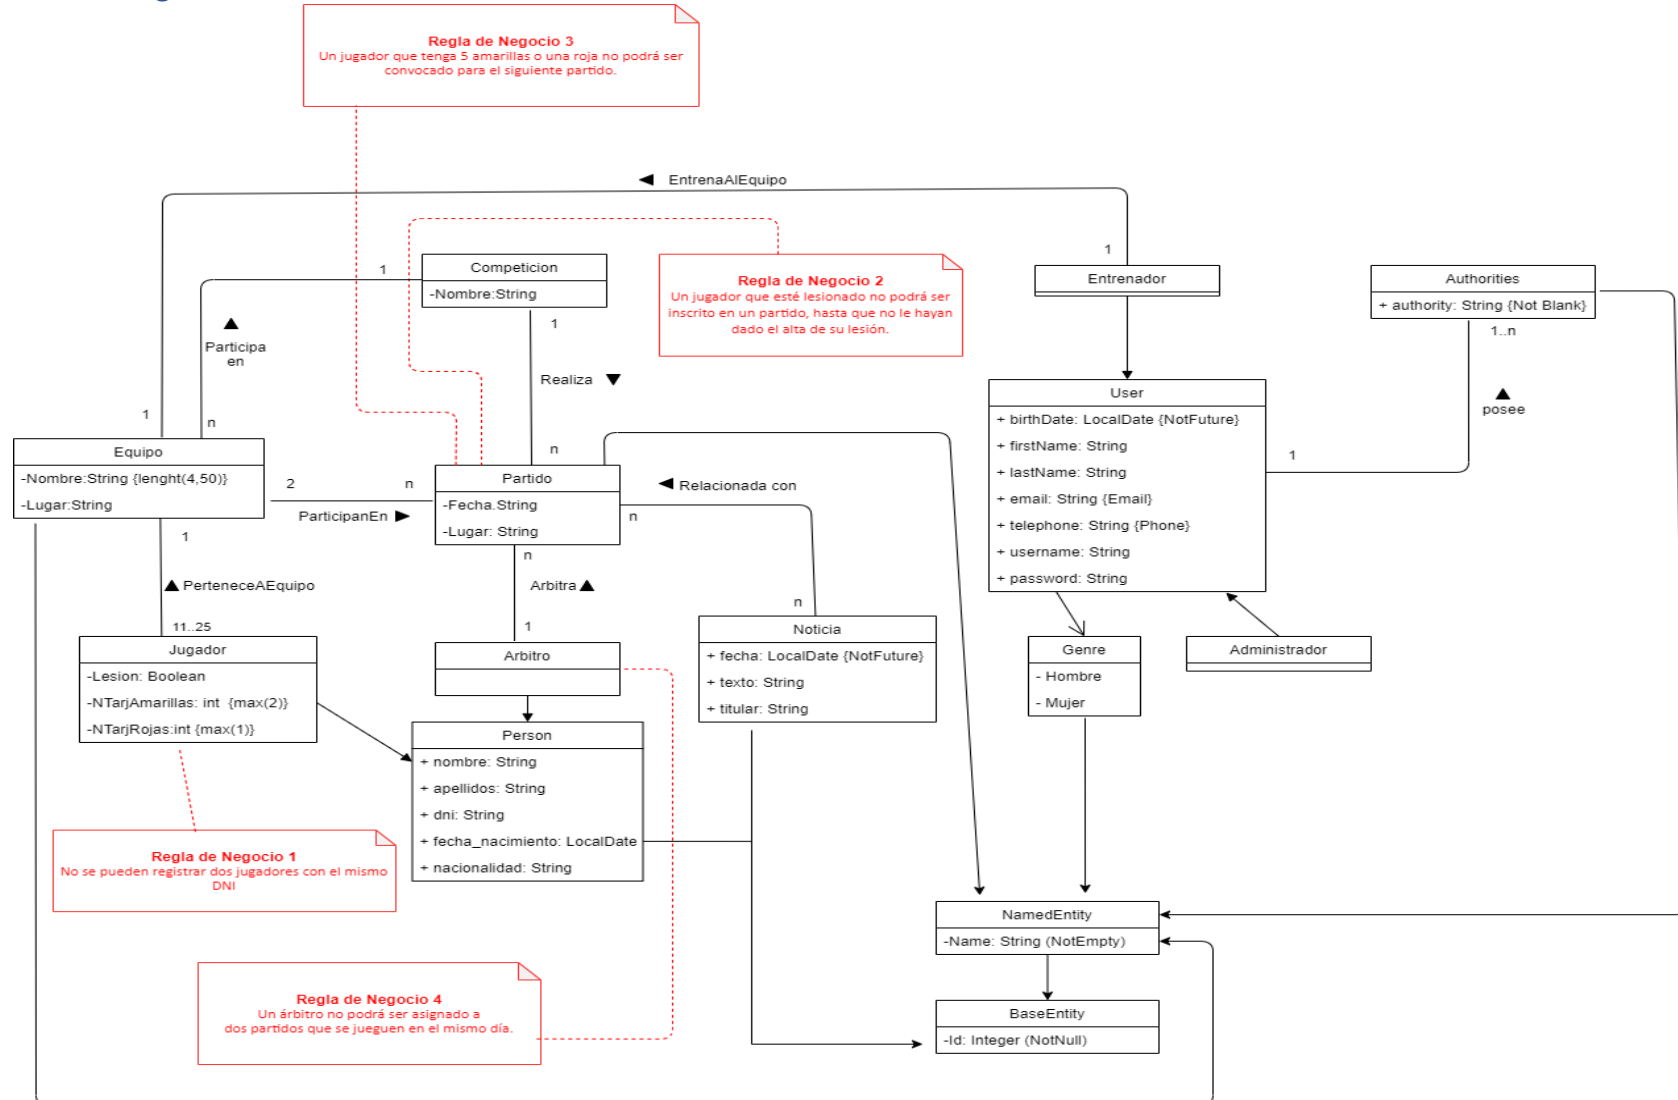 Regla de Negocio 3
Un jugador que tenga 5 amarillas o una roja no podrá ser
convocado para el siguiente partido.
EntrenaAlEquipo
1
Competicion
-Nombre:String
1
1
Regla de Negocio 2
Un jugador que esté lesionado no podrá ser
inscrito en un partido, hasta que no le hayan
dado el alta de su lesión.
Entrenador
Authorities
+ authority: String {Not Blank}
1..n
posee
1
Participa
en
Realiza
n
1
n
User
+ birthDate: LocalDate {NotFuture}
+ firstName: String
+ lastName: String
+ email: String {Email}
+ telephone: String {Phone}
+ username: String
+ password: String
Equipo
-Nombre:String {lenght(4,50)}
-Lugar:String
2
n
ParticipanEn
Partido
-Fecha.String
-Lugar: String
Relacionada con
n
n
1
PerteneceAEquipo
11..25
n
Arbitra
1
Jugador
-Lesion: Boolean
-NTarjAmarillas: int {max(2)}
-NTarjRojas:int {max(1)}
Arbitro
Noticia
+ fecha: LocalDate {NotFuture}
+ texto: String
+ titular: String
Genre
- Hombre
- Mujer
Administrador
Person
+ nombre: String
+ apellidos: String
+ dni: String
+ fecha_nacimiento: LocalDate
+ nacionalidad: String
Regla de Negocio 1
No se pueden registrar dos jugadores con el mismo
DNI
NamedEntity
-Name: String (NotEmpty)
Regla de Negocio 4
Un árbitro no podrá ser asignado a
dos partidos que se jueguen en el mismo día.
BaseEntity
-Id: Integer (NotNull)